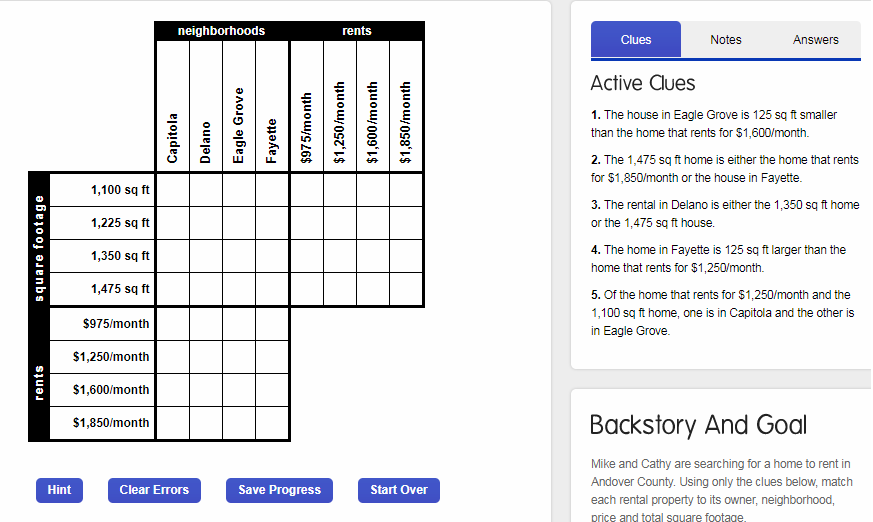 neighborhoods rents
Capitola
Delano
Eagle Grove
Fayette
$975/month
$1,250/month
$1,600/month
$1,850/month
square footage
1,100 sq ft
1,225 sq ft
1,350 sq ft
1,475 sq ft
rents
$975/month
$1,250/month
$1,600/month
$1,850/month
Hint Clear Errors Save Progress Start Over
Clues Notes Answers
Active Clues
1. The house in Eagle Grove is 125 sq ft smaller
than the home that rents for $1,600/month.
2. The 1,475 sq ft home is either the home that rents
for $1,850/month or the house in Fayette.
3. The rental in Delano is either the 1,350 sq ft home
or the 1,475 sq ft house.
4. The home in Fayette is 125 sq ft larger than the
home that rents for $1,250/month.
5. Of the home that rents for $1,250/month and the
1,100 sq ft home, one is in Capitola and the other is
in Eagle Grove.
Backstory And Goal
Mike and Cathy are searching for a home to rent in
Andover County. Using only the clues below, match
each rental property to its owner, neighborhood,
price and total square footage.